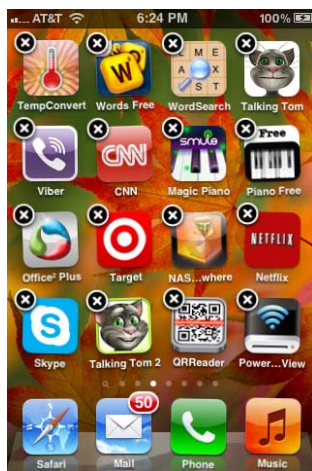 AT&T 6:24 PM 100%
W
A M E
A X
S T
TempConvert Words Free WordSearch Talking Tom
CNN
smule
Free
Viber CNN Magic Piano Piano Free
NETFLIX
Office² Plus Target NAS...where Netflix
S
Skype Talking Tom 2 QRReader Power...View
50
Safari Mail Phone Music